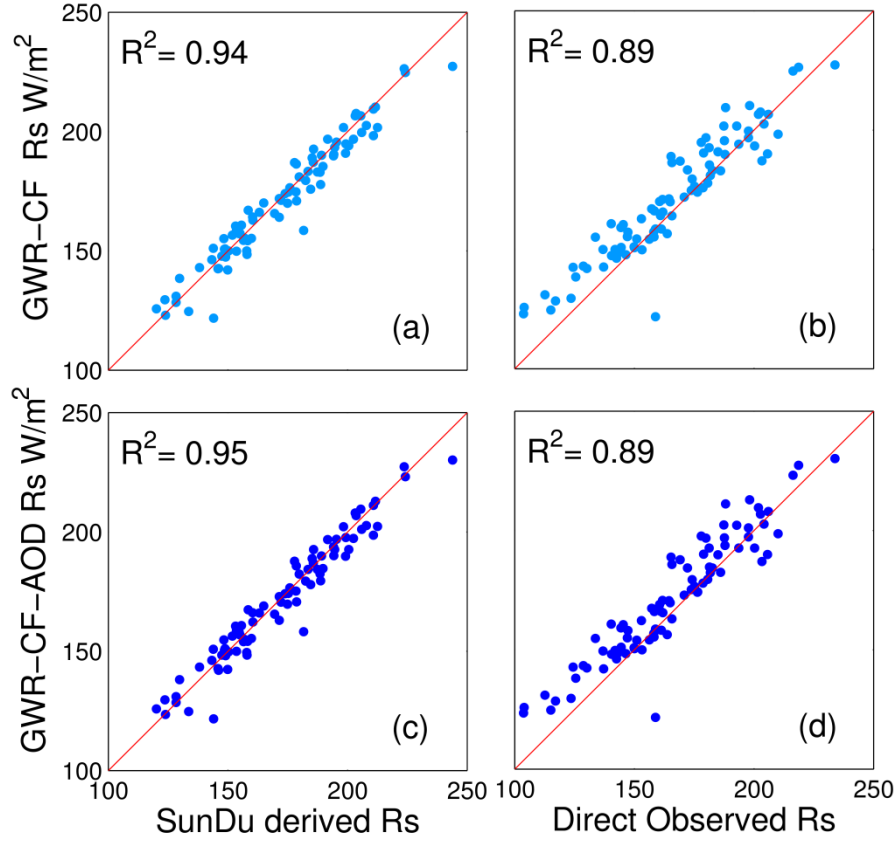 250
200
150
100
GWR-CF Rs W/m²
R²= 0.94
(a)
R²= 0.89
(b)
250
200
150
100
GWR-CF-AOD Rs W/m²
R²= 0.95
(c)
R²= 0.89
(d)
100 150 200 250
100 150 200 250
SunDu derived Rs
Direct Observed Rs